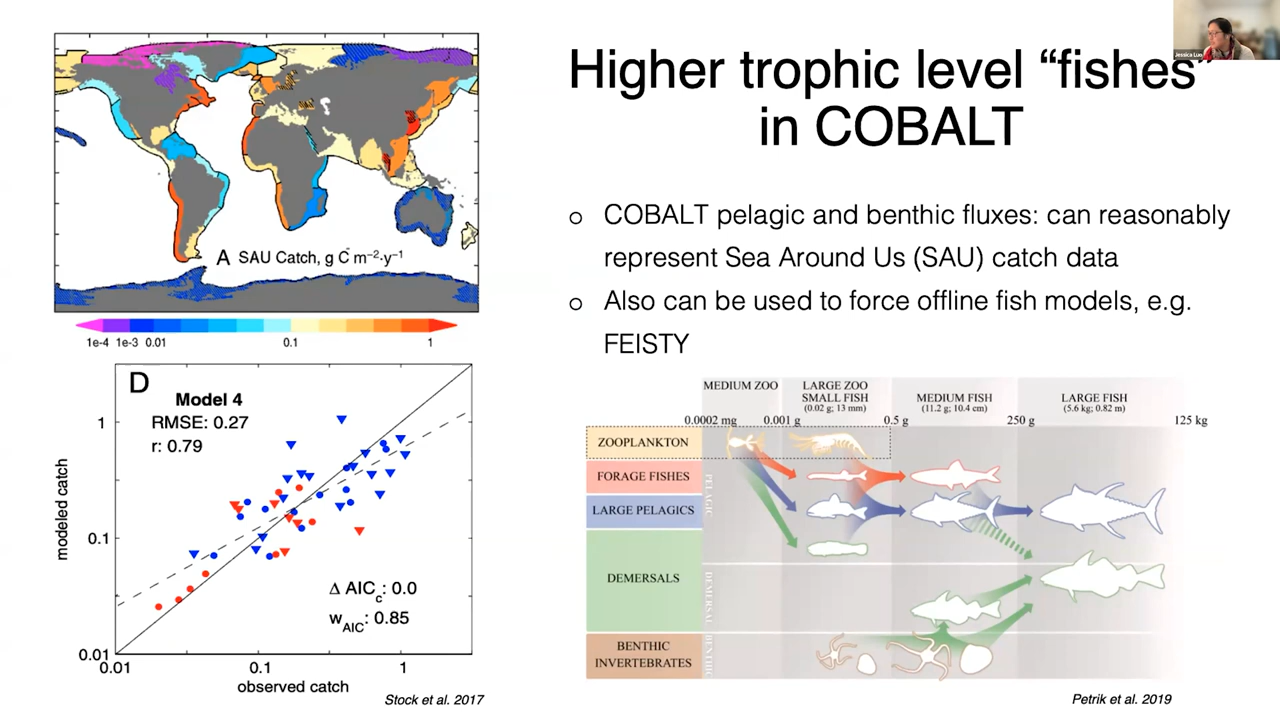 Jessica Luo
Higher trophic level “fishes”
in COBALT
A SAU Catch, g C m−2·y−1
1e-4 1e-3 0.01 0.1 1
○ COBALT pelagic and benthic fluxes: can reasonably
represent Sea Around Us (SAU) catch data
○ Also can be used to force offline fish models, e.g.
FEISTY
D
Model 4
RMSE: 0.27
r: 0.79
Δ AICc: 0.0
wAIC: 0.85
1
0.1
0.01
modeled catch
0.01 0.1 1
observed catch
Stock et al. 2017
MEDIUM ZOO
LARGE ZOO
SMALL FISH
(0.02 g; 13 mm)
MEDIUM FISH
(11.2 g; 10.4 cm)
LARGE FISH
(5.6 kg; 0.82 m)
0.0002 mg 0.001 g 0.5 g 250 g 125 kg
ZOOPLANKTON
FORAGE FISHES
LARGE PELAGICS
DEMERSALS
BENTHIC
INVERTEBRATES
PELAGIC
DEMERSAL
BENTHIC
Petrik et al. 2019